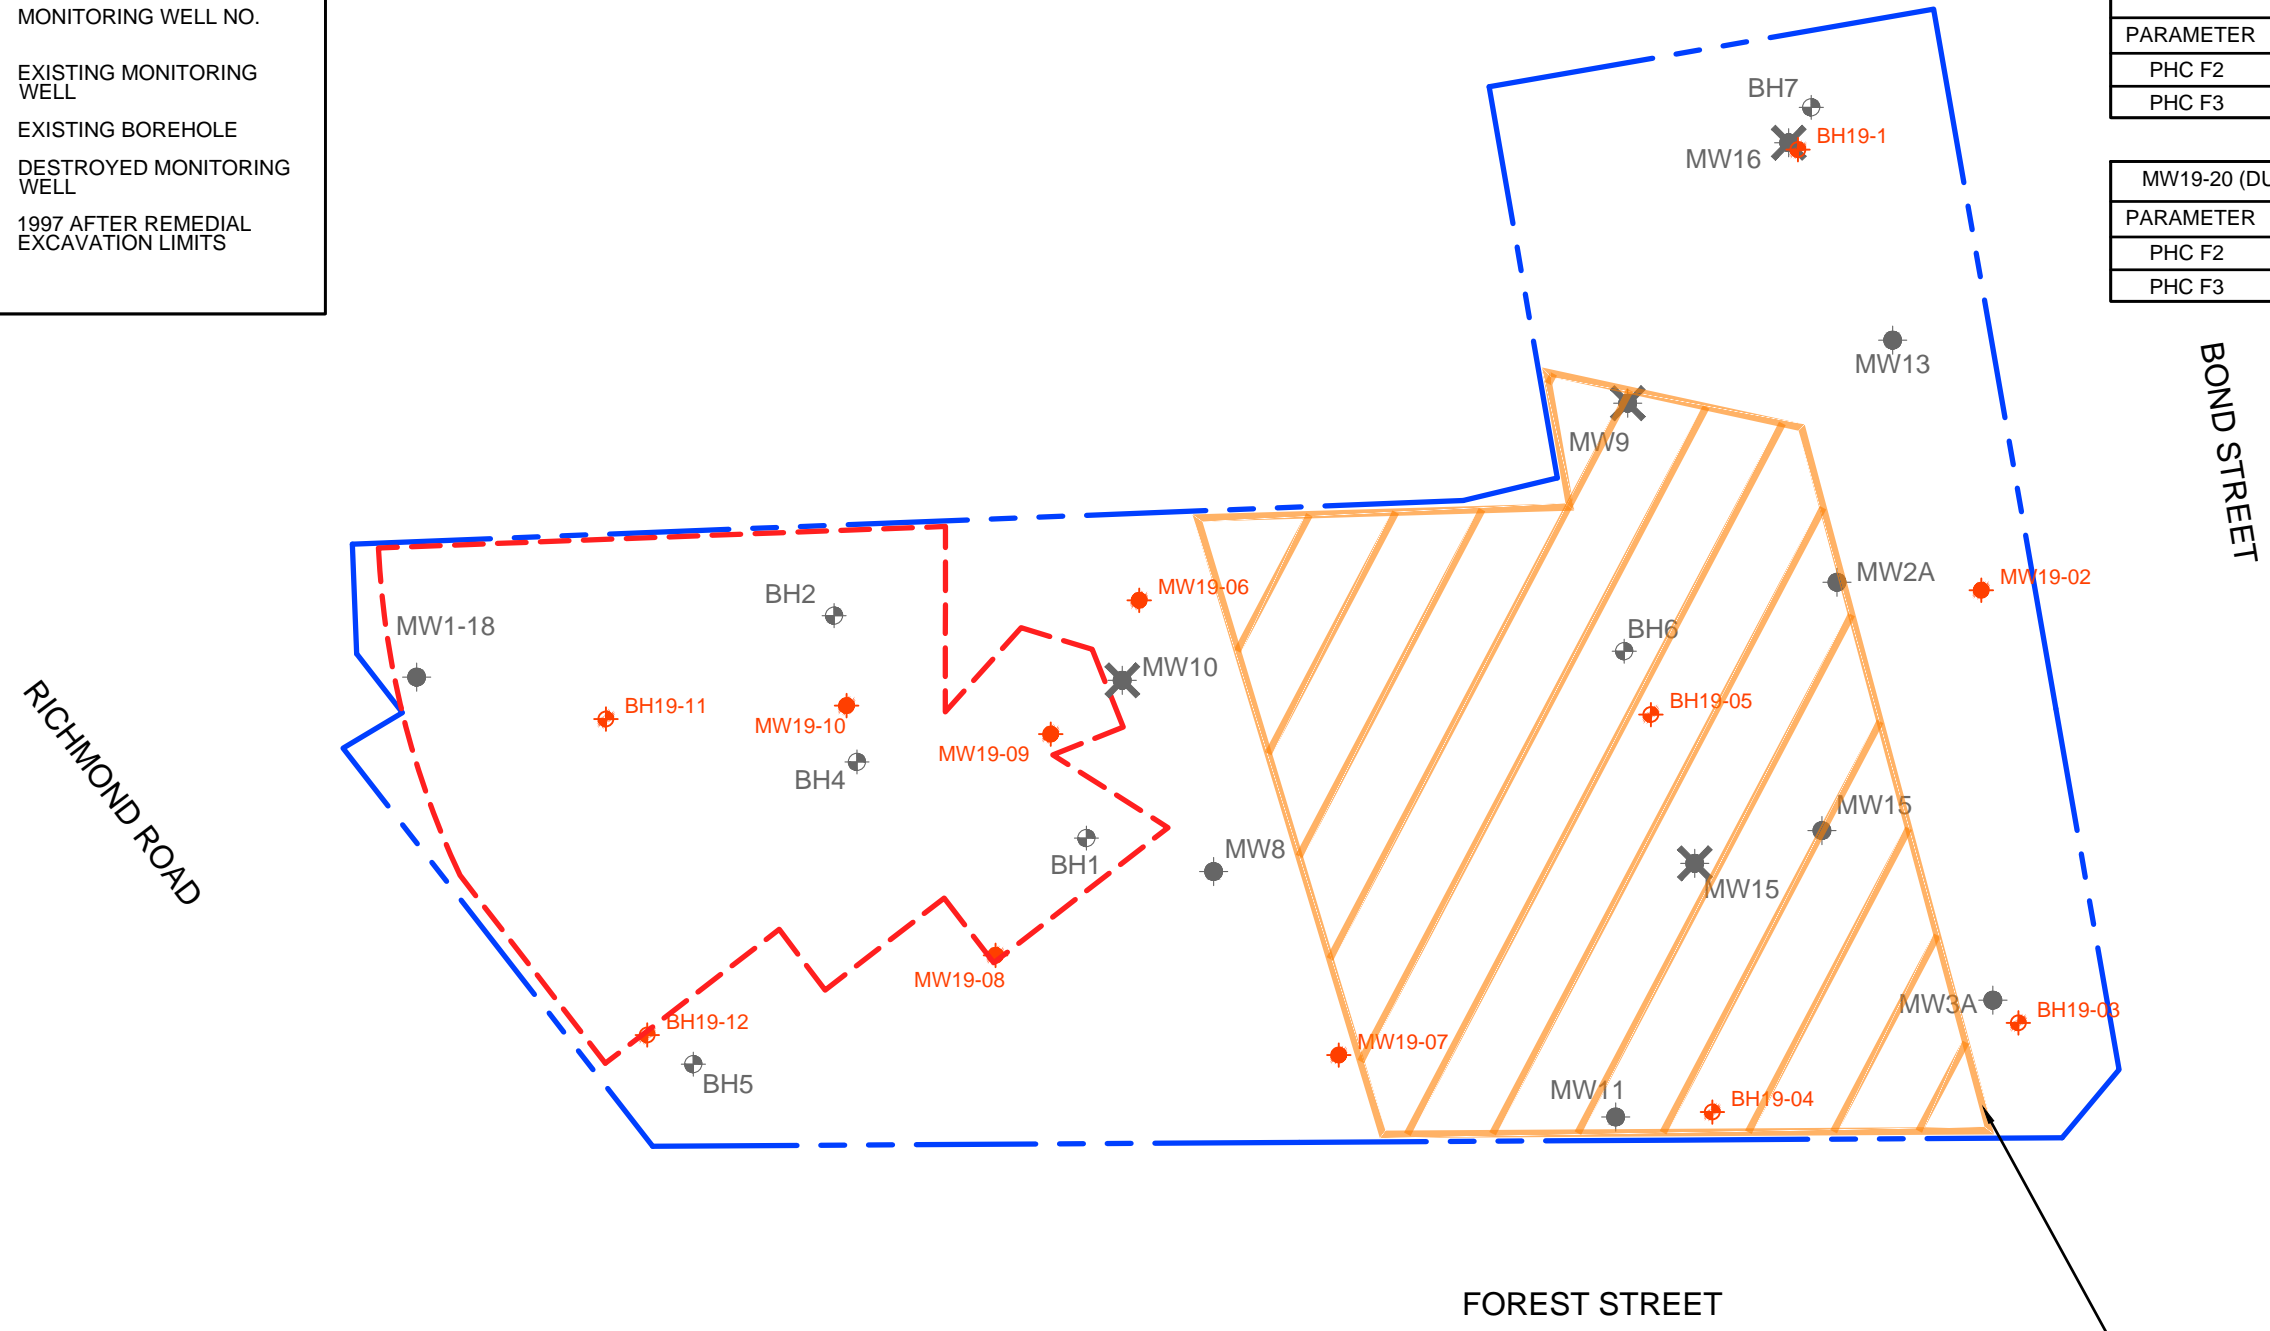 MONITORING WELL NO.
EXISTING MONITORING
WELL
EXISTING BOREHOLE
DESTROYED MONITORING
WELL
1997 AFTER REMEDIAL
EXCAVATION LIMITS
PARAMETER
PHC F2
PHC F3
MW19-20 (DU
PARAMETER
PHC F2
PHC F3
BH7
BH19-1
MW16
MW13
BOND STREET
MW9
MW2A
MW19-02
MW19-06
BH2
MW1-18
BH6
MW10
BH19-11
MW19-10
BH19-05
MW19-09
BH4
RICHMOND ROAD
MW15
MW8
BH1
MW15
MW19-08
MW3A
BH19-03
BH19-12
MW19-07
BH5
MW11
BH19-04
FOREST STREET